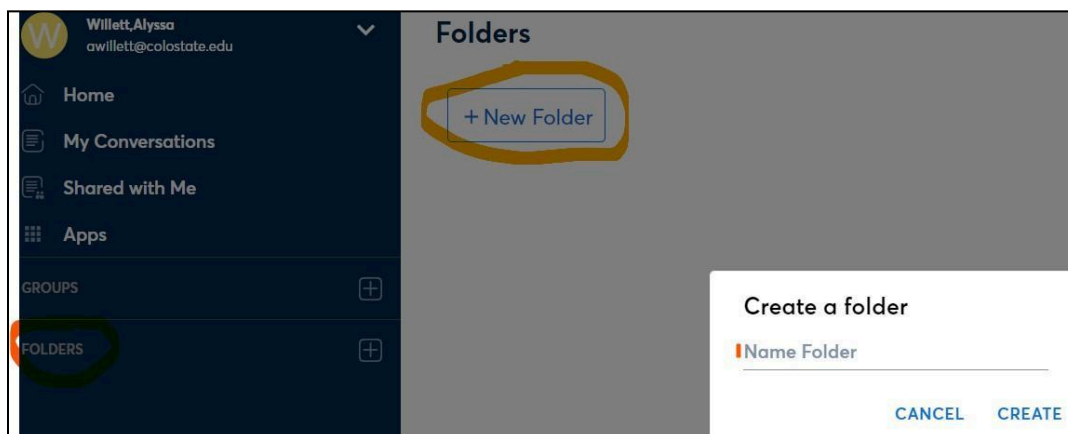 W
Willett,Alyssa
awillett@colostate.edu
Home
My Conversations
Shared with Me
Apps
GROUPS
FOLDERS
Folders
+ New Folder
Create a folder
Name Folder
CANCEL CREATE